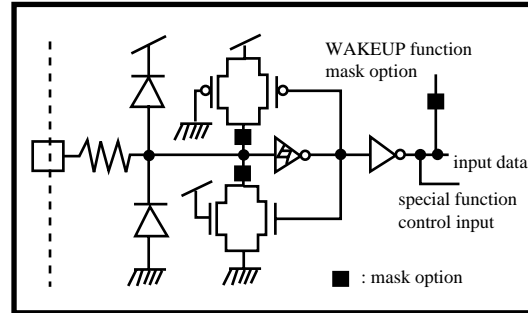 WAKEUP function
mask option
input data
special function
control input
: mask option